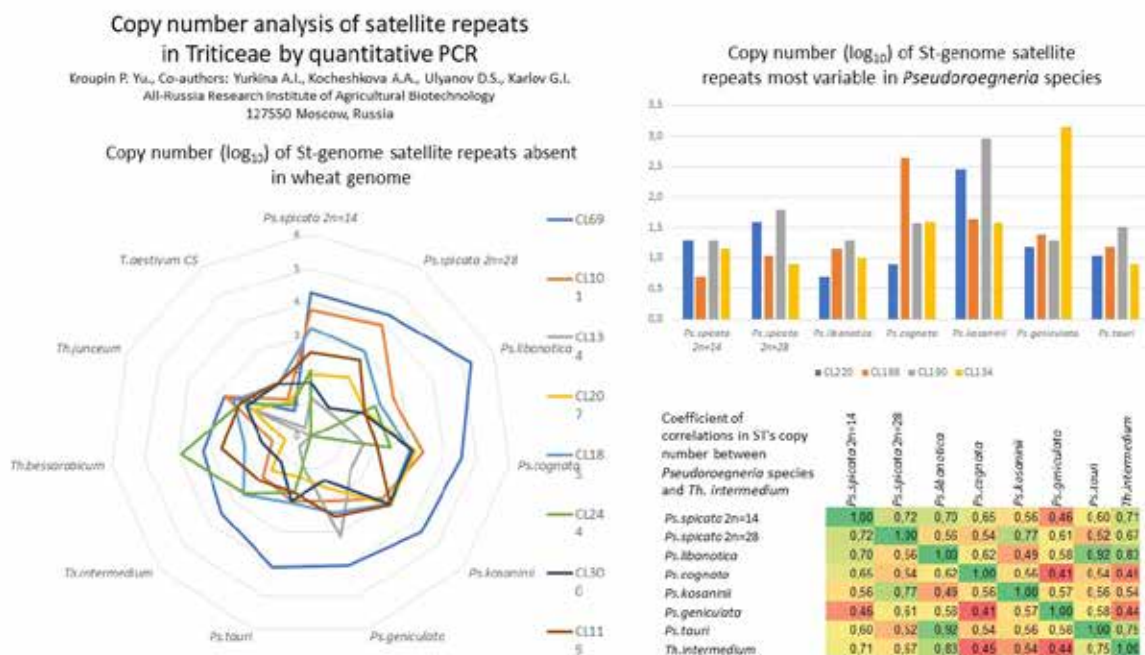 Copy number analysis of satellite repeats
in Triticeae by quantitative PCR
Kroupin P. Yu., Co-authors: Yurkina A.I., Kocheshkova A.A., Ulyanov D.S., Karlov G.I.
All-Russia Research Institute of Agricultural Biotechnology
127550 Moscow, Russia
Copy number (log10) of St-genome satellite repeats absent
in wheat genome
Ps.spicata 2n=14
Ps.spicata 2n=28
Ps.libanotica
Ps.cognata
Ps.kosaninii
Ps.geniculata
Ps.tauri
Th.intermedium
Th.bessarabicum
Th.junceum
T.aestivum CS
6
5
4
3
CL69
CL10
1
CL13
4
CL20
7
CL18
CL24
4
CL30
6
CL11
5
Copy number (log10) of St-genome satellite
repeats most variable in Pseudoroegneria species
3,5
3,0
2,5
2,0
1,5
1,0
0,5
0,0
Ps.spicata 2n=14
Ps.spicata 2n=28
Ps.libanotica
Ps.cognata
Ps.kosaninii
Ps.geniculata
Ps.tauri
CL220 CL188 CL190 CL134
Coefficient of
correlations in ST's copy
number between
Pseudoroegneria species
and Th. intermedium
Ps.spicata 2n=14
Ps.spicata 2n=28
Ps.libanotica
Ps.cognata
Ps.kosaninii
Ps.geniculata
Ps.tauri
Th.intermedium
Ps.spicata 2n=14 1,00 0,72 0,70 0,65 0,56 0,46 0,60 0,71
Ps.spicata 2n=28 0,72 1,00 0,56 0,54 0,77 0,61 0,52 0,67
Ps.libanotica 0,70 0,56 1,00 0,62 0,49 0,58 0,92 0,83
Ps.cognata 0,65 0,54 0,62 1,00 0,56 0,41 0,54
Ps.kosaninii 0,56 0,77 0,49 0,56 1,00 0,57 0,56 0,54
Ps.geniculata 0,46 0,61 0,58 0,41 0,57 1,00 0,58 0,44
Ps.tauri 0,60 0,52 0,92 0,54 0,56 0,58 1,00 0,75
Th.intermedium 0,71 0,67 0,83 0,54 0,44 0,75 1,00